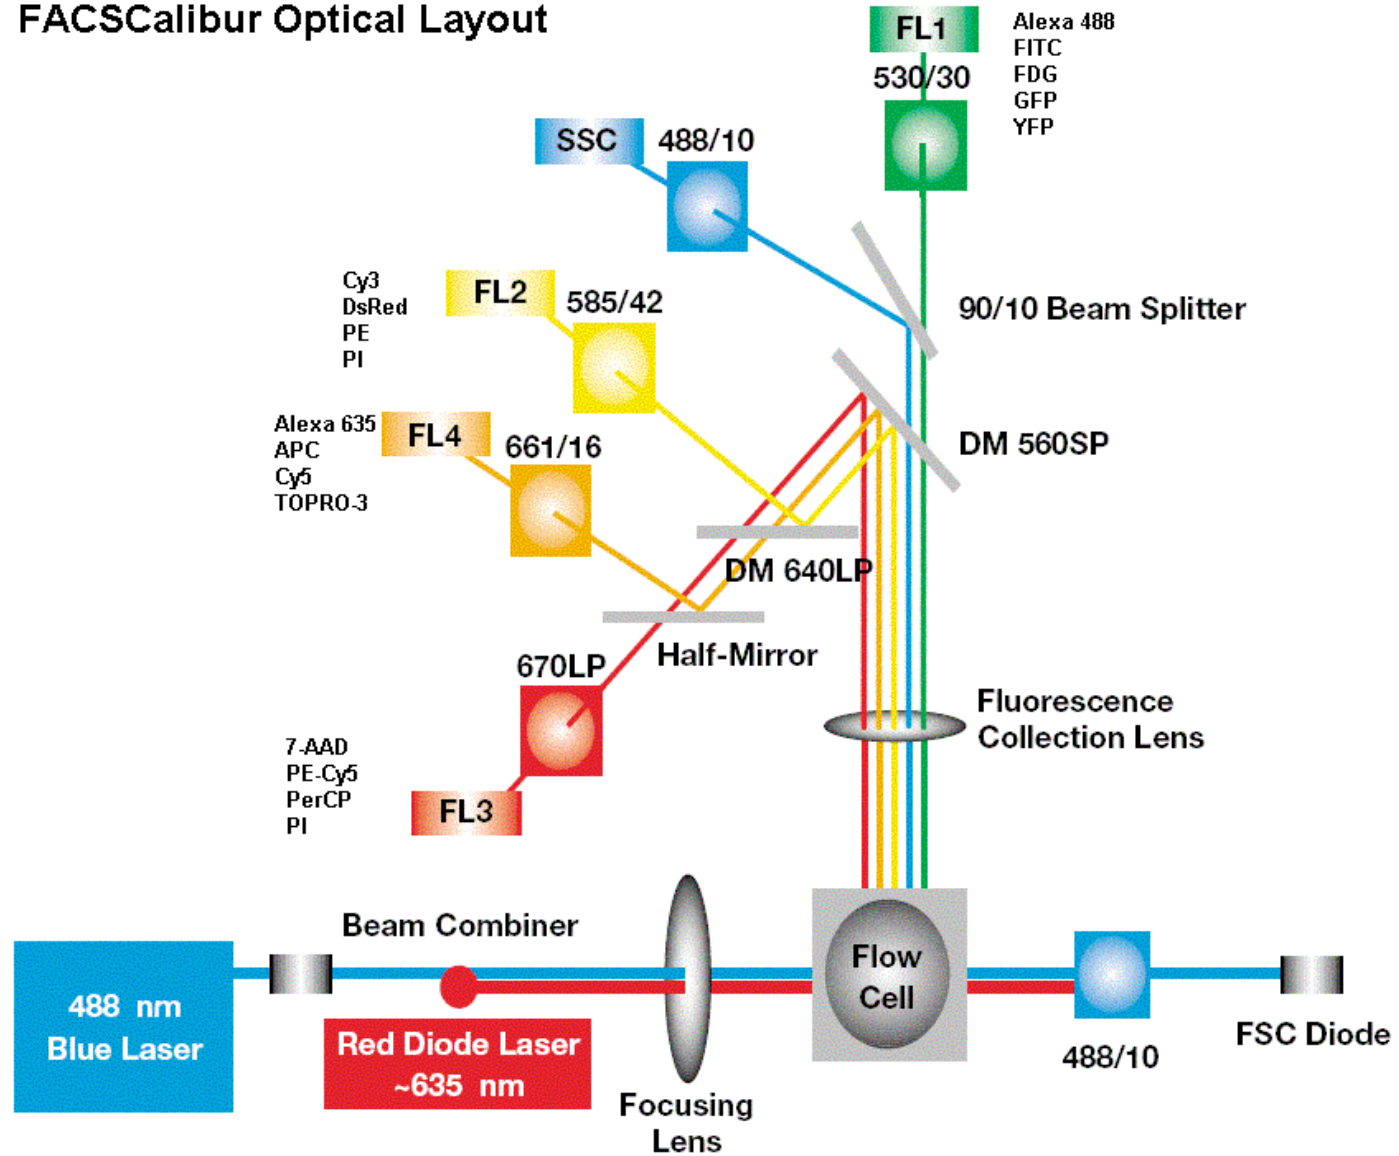 FACSCalibur Optical Layout
FL1
530/30
Alexa 488
FITC
FDG
GFP
YFP
SSC
488/10
90/10 Beam Splitter
Cy3
DsRed
PE
PI
FL2
585/42
DM 560SP
Alexa 635
APC
Cy5
TOPRO-3
FL4
661/16
DM 640LP
Half-Mirror
670LP
Fluorescence
Collection Lens
7-AAD
PE-Cy5
PerCP
PI
FL3
Beam Combiner
488 nm
Blue Laser
Red Diode Laser
~635 nm
Focusing
Lens
Flow
Cell
488/10
FSC Diode